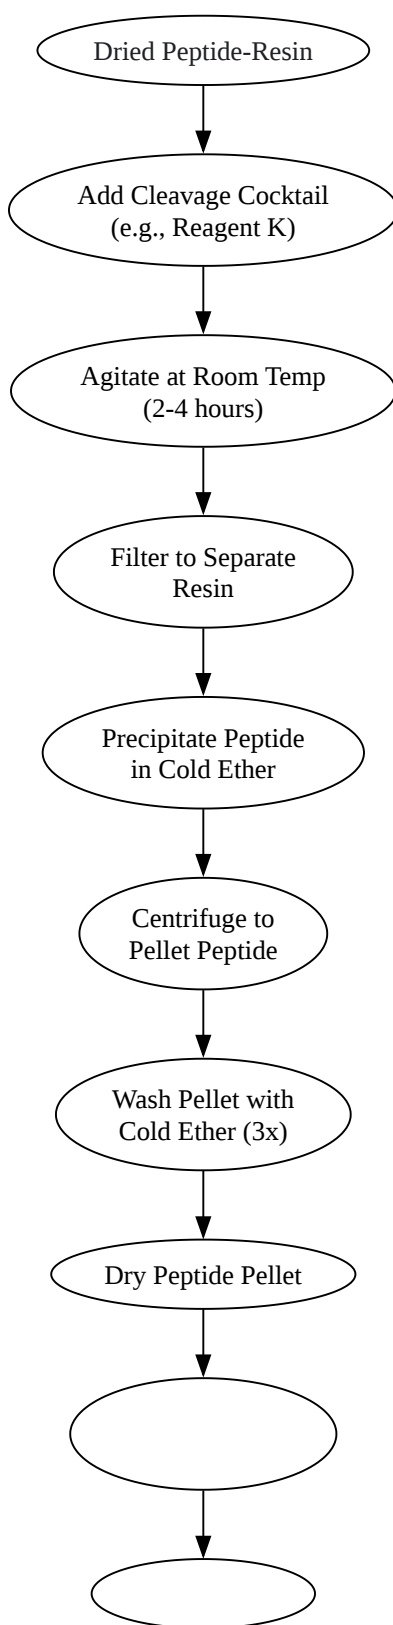 Dried Peptide-Resin
Add Cleavage Cocktail
(e.g., Reagent K)
Agitate at Room Temp
(2-4 hours)
Filter to Separate
Resin
Precipitate Peptide
in Cold Ether
Centrifuge to
Pellet Peptide
Wash Pellet with
Cold Ether (3x)
Dry Peptide Pellet